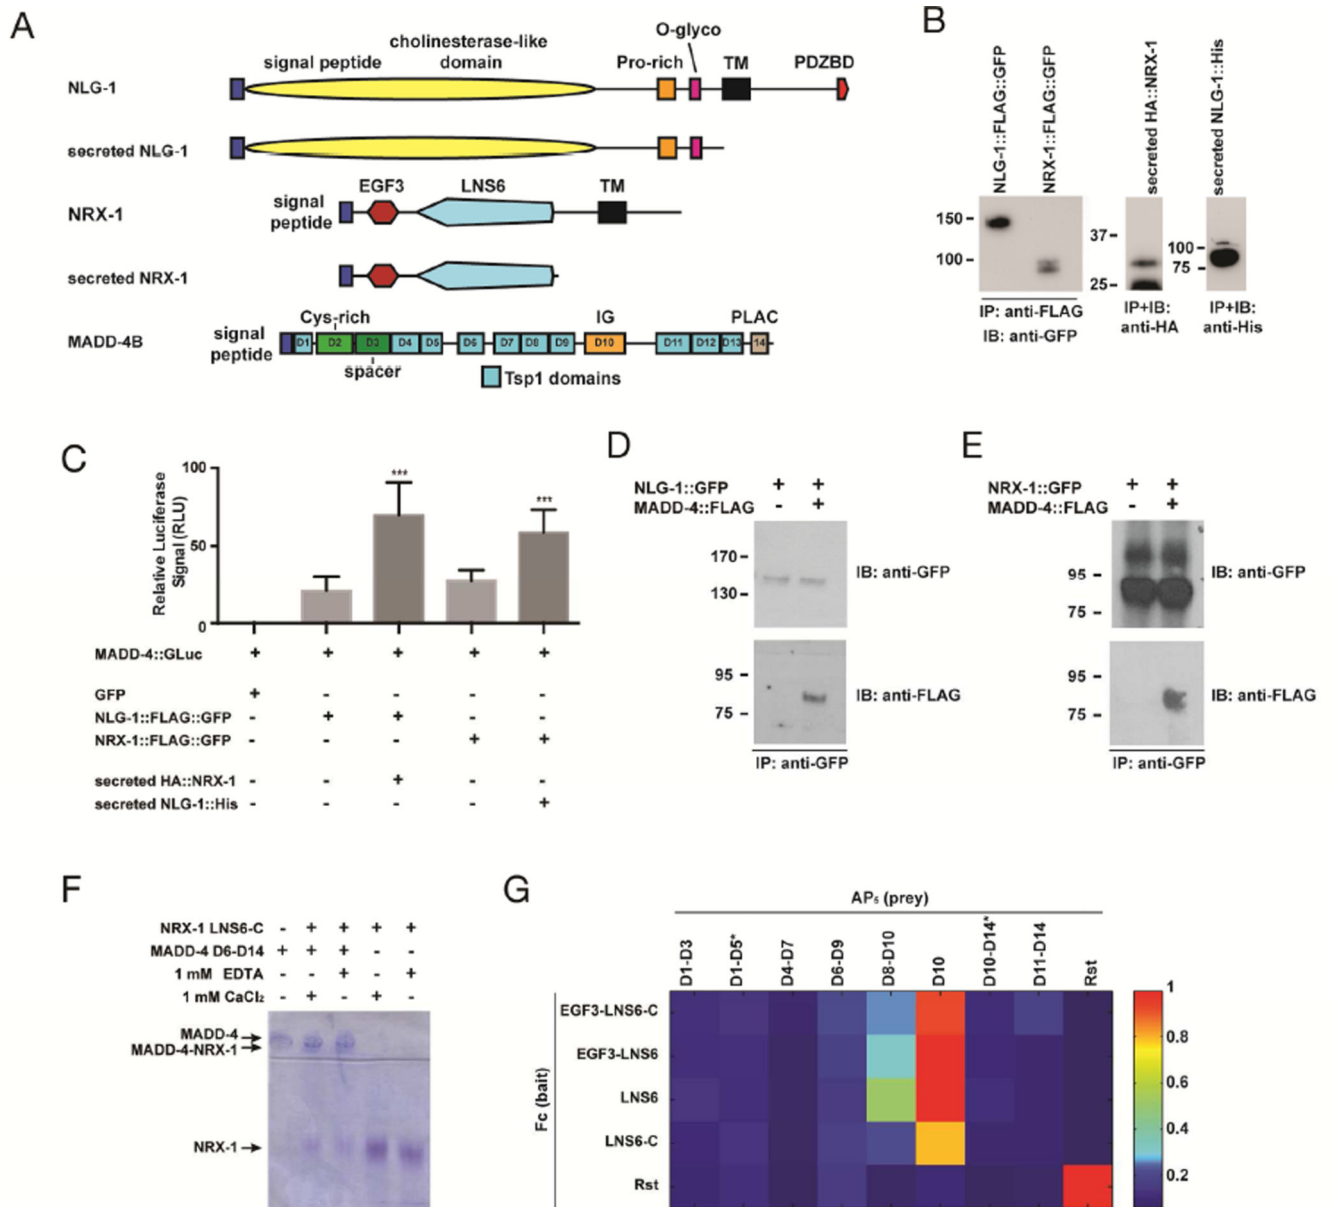 A
signal peptide
cholinesterase-like
domain
O-glyco
Pro-rich
TM
PDZBD
NLG-1
secreted NLG-1
EGF3
LNS6
TM
signal
peptide
NRX-1
secreted NRX-1
Cys-rich
IG
PLAC
MADD-4B
signal
peptide
D1 D2 D3 D4 D5 D6 D7 D8 D9 D10 D11 D12 D13 14
spacer
Tsp1 domains
B
NLG-1::FLAG::GFP
NRX-1::FLAG::GFP
secreted HA::NRX-1
secreted NLG-1::His
150 -
100 -
37-
25-
100 -
75 -
IP: anti-FLAG
IB: anti-GFP
IP+IB:
anti-HA
IP+IB:
anti-His
C
Relative Luciferase
Signal (RLU)
100
50
0
***
***
MADD-4::GLuc + + + + +
GFP + - - - -
NLG-1::FLAG::GFP - + + - -
NRX-1::FLAG::GFP - - - + +
secreted HA::NRX-1 - - + - -
secreted NLG-1::His - - - - +
D
NLG-1::GFP + +
MADD-4::FLAG - +
170 -
130 -
IB: anti-GFP
95 -
75 -
IB: anti-FLAG
IP: anti-GFP
E
NRX-1::GFP + +
MADD-4::FLAG - +
95 -
75 -
IB: anti-GFP
95 -
75 -
IB: anti-FLAG
IP: anti-GFP
F
NRX-1 LNS6-C - + + + +
MADD-4 D6-D14 + + + - -
1 mM EDTA - - + - +
1 mM CaCl₂ - + - + -
MADD-4
MADD-4-NRX-1
NRX-1
G
AP₅ (prey)
D1-D3
D1-D5*
D4-D7
D6-D9
D8-D10
D10
D10-D14*
D11-D14
Rst
Fc (bait)
EGF3-LNS6-C
EGF3-LNS6
LNS6
LNS6-C
Rst
1
0.8
0.6
0.4
0.2